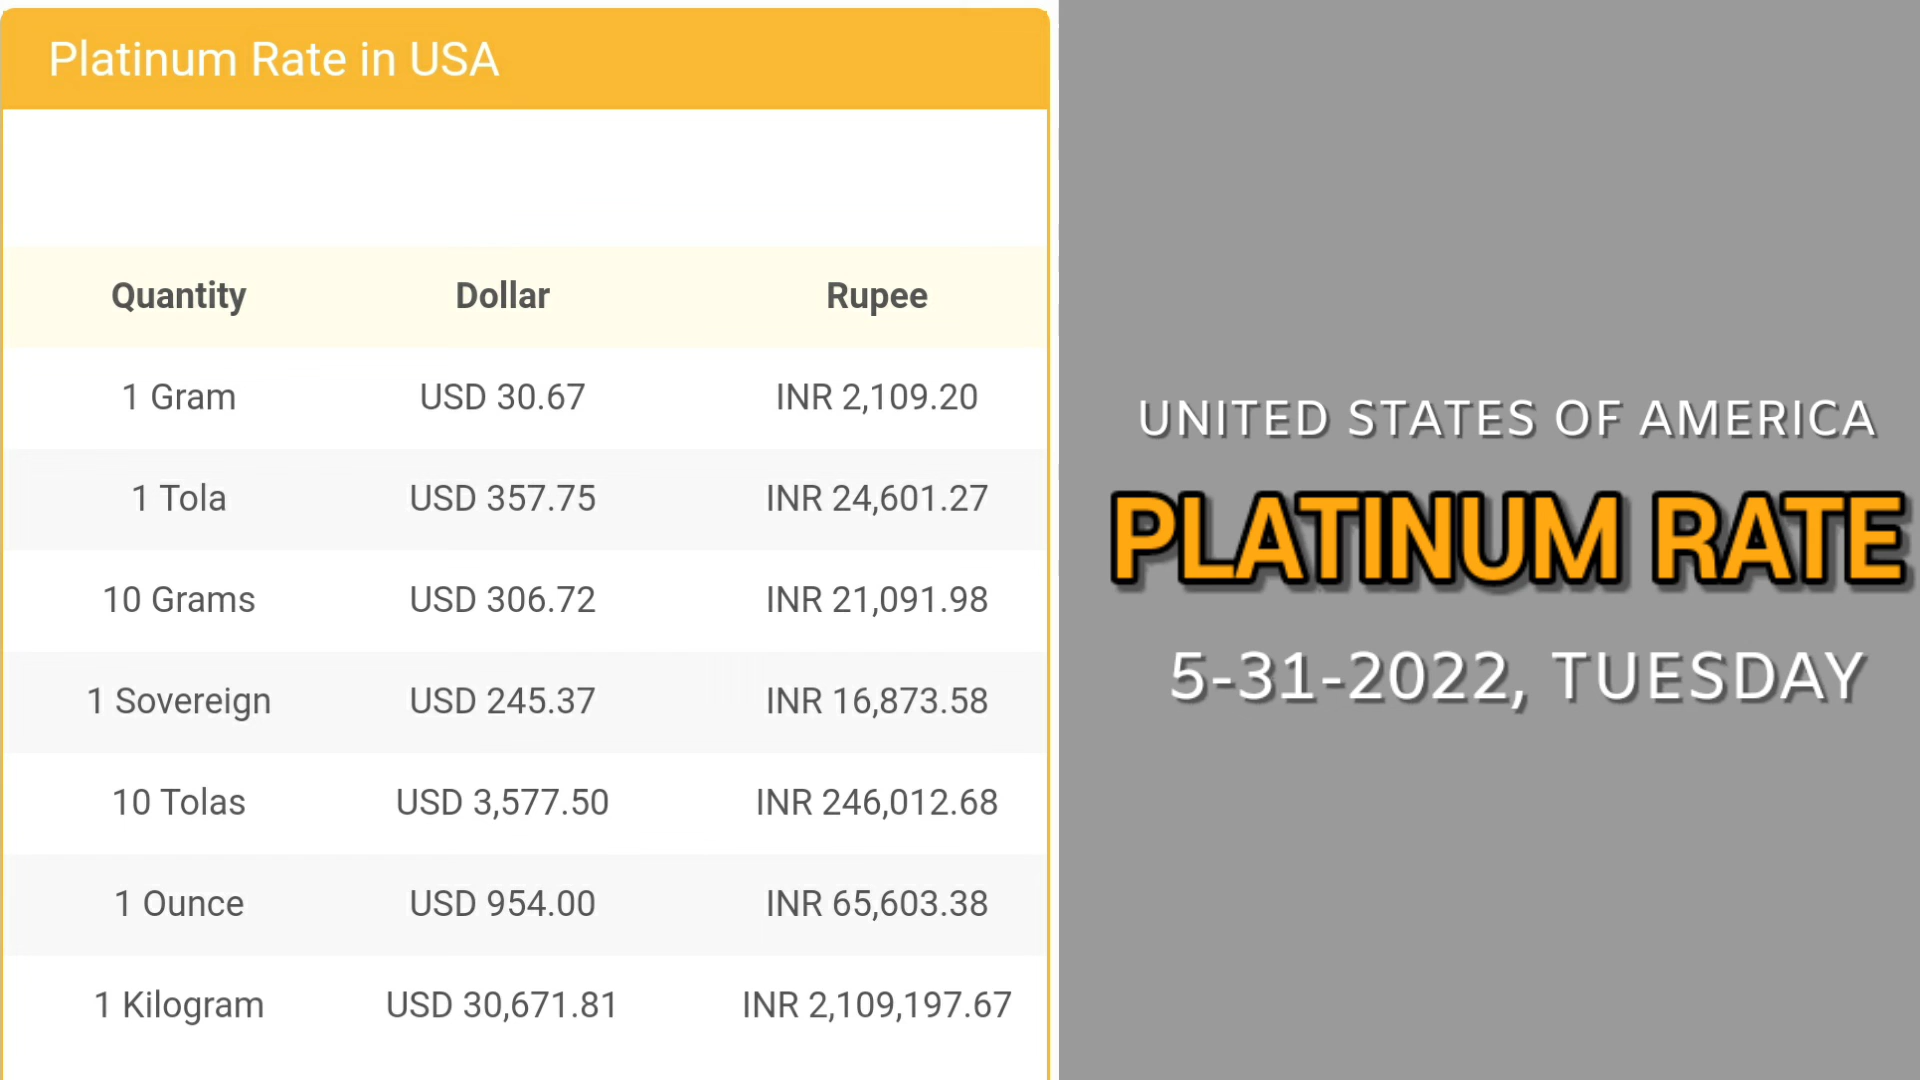 Platinum Rate in USA
Quantity Dollar Rupee
1 Gram USD 30.67 INR 2,109.20
1 Tola USD 357.75 INR 24,601.27
10 Grams USD 306.72 INR 21,091.98
1 Sovereign USD 245.37 INR 16,873.58
10 Tolas USD 3,577.50 INR 246,012.68
1 Ounce USD 954.00 INR 65,603.38
1 Kilogram USD 30,671.81 INR 2,109,197.67
UNITED STATES OF AMERICA
PLATINUM RATE
5-31-2022, TUESDAY